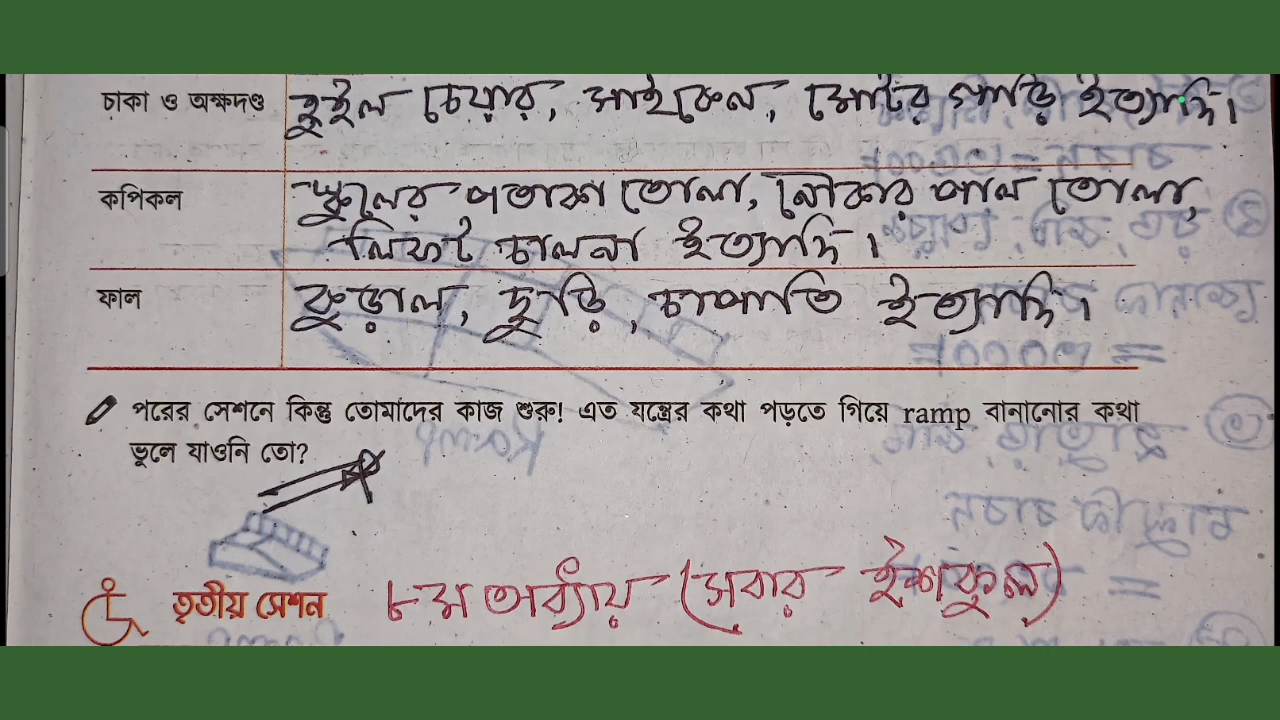 চাকা ও অক্ষদণ্ড হুইল চেয়ার, সাইকেল, মোটর গাড়ি ইত্যাদি।
কপিকল স্কুলের পতাকা তোলা, নৌকার পাল তোলা,
লিফট চালনা ইত্যাদি।
ফাল কুড়াল, ছুড়ি, চাপাতি ইত্যাদি।
পরের সেশনে কিন্তু তোমাদের কাজ শুরু! এত যন্ত্রের কথা পড়তে গিয়ে ramp বানানোর কথা
ভুলে যাওনি তো?
তৃতীয় সেশন ৮ম অধ্যায় (সবার ইশকুল)